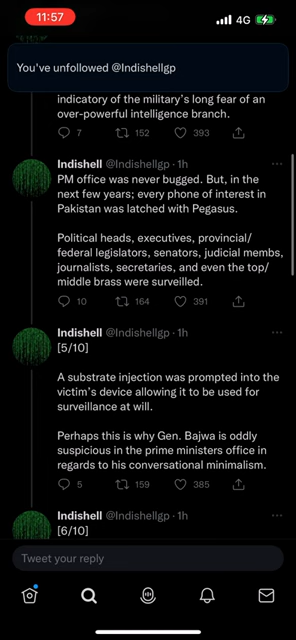 11:57
4G
You've unfollowed @Indishellgp
indicatory of the military's long fear of an
over-powerful intelligence branch.
7 152 393
Indishell @Indishellgp · 1h
PM office was never bugged. But, in the
next few years; every phone of interest in
Pakistan was latched with Pegasus.
Political heads, executives, provincial/
federal legislators, senators, judicial membs,
journalists, secretaries, and even the top/
middle brass were surveilled.
10 164 391
Indishell @Indishellgp · 1h
[5/10]
A substrate injection was prompted into the
victim's device allowing it to be used for
surveillance at will.
Perhaps this is why Gen. Bajwa is oddly
suspicious in the prime ministers office in
regards to his conversational minimalism.
5 159 385
Indishell @Indishellgp · 1h
[6/10]
Tweet your reply